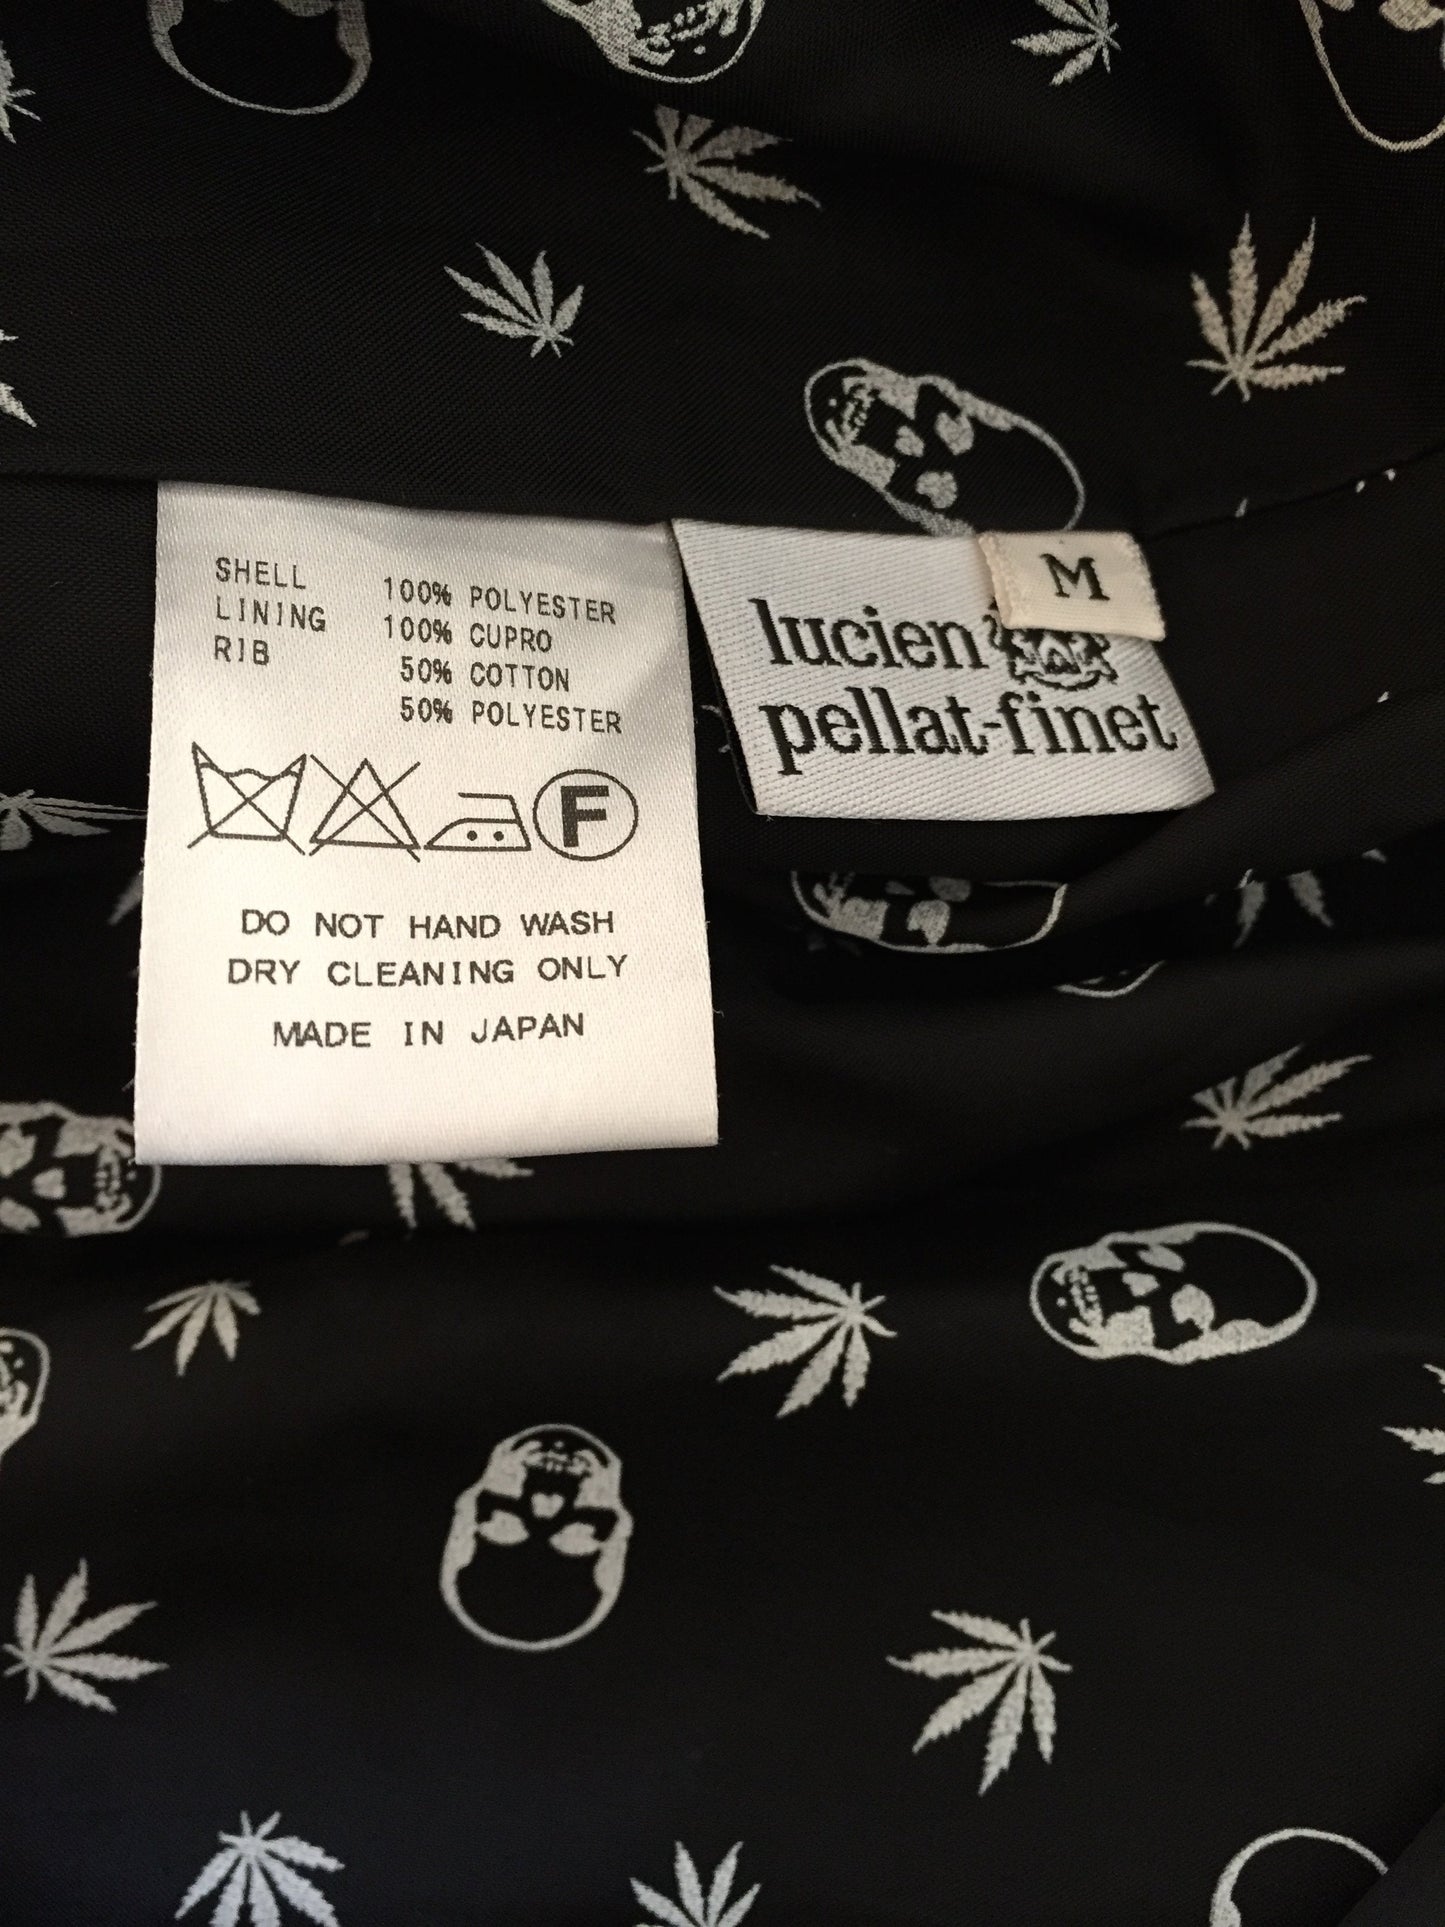 SHELL 100% POLYESTER
LINING 100% CUPRO
RIB 50% COTTON
50% POLYESTER
F
DO NOT HAND WASH
DRY CLEANING ONLY
MADE IN JAPAN
M
lucien
pellat-finet